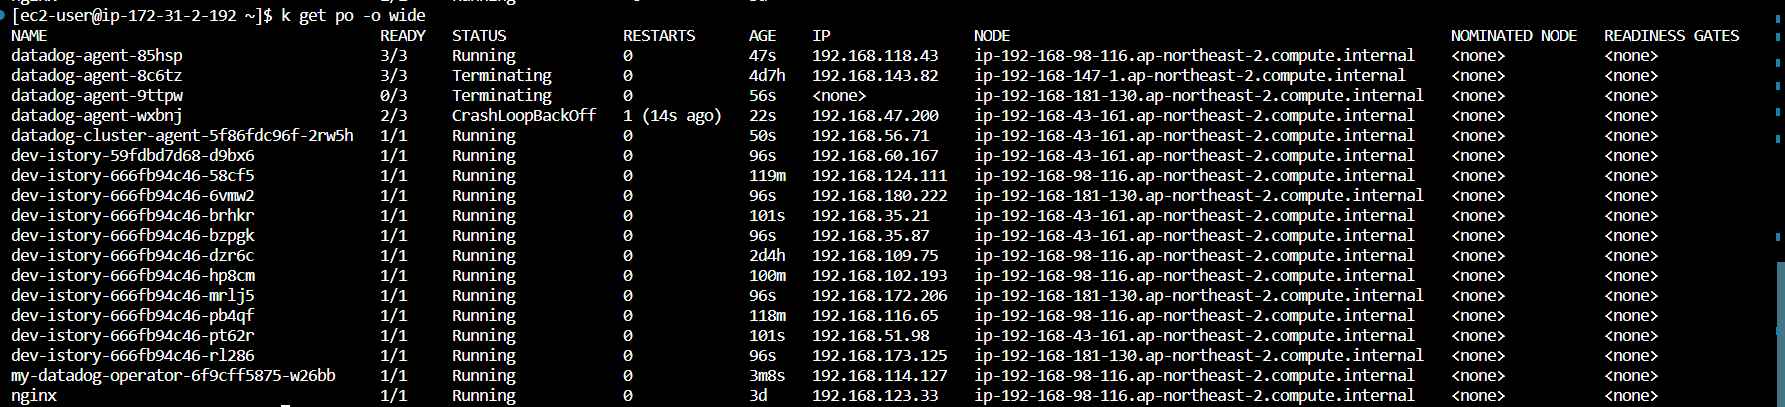 [ec2-user@ip-172-31-2-192 ~]$ k get po -o wide
NAME READY STATUS RESTARTS AGE IP NODE NOMINATED NODE READINESS GATES
datadog-agent-85hsp 3/3 Running 0 47s 192.168.118.43 ip-192-168-98-116.ap-northeast-2.compute.internal <none> <none>
datadog-agent-8c6tz 3/3 Terminating 0 4d7h 192.168.143.82 ip-192-168-147-1.ap-northeast-2.compute.internal <none> <none>
datadog-agent-9ttpw 0/3 Terminating 0 56s <none> ip-192-168-181-130.ap-northeast-2.compute.internal <none> <none>
datadog-agent-wxbnj 2/3 CrashLoopBackOff 1 (14s ago) 22s 192.168.47.200 ip-192-168-43-161.ap-northeast-2.compute.internal <none> <none>
datadog-cluster-agent-5f86fdc96f-2rw5h 1/1 Running 0 50s 192.168.56.71 ip-192-168-43-161.ap-northeast-2.compute.internal <none> <none>
dev-istory-59fdbd7d68-d9bx6 1/1 Running 0 96s 192.168.60.167 ip-192-168-43-161.ap-northeast-2.compute.internal <none> <none>
dev-istory-666fb94c46-58cf5 1/1 Running 0 119m 192.168.124.111 ip-192-168-98-116.ap-northeast-2.compute.internal <none> <none>
dev-istory-666fb94c46-6vmw2 1/1 Running 0 96s 192.168.180.222 ip-192-168-181-130.ap-northeast-2.compute.internal <none> <none>
dev-istory-666fb94c46-brhkr 1/1 Running 0 101s 192.168.35.21 ip-192-168-43-161.ap-northeast-2.compute.internal <none> <none>
dev-istory-666fb94c46-bzpgk 1/1 Running 0 96s 192.168.35.87 ip-192-168-43-161.ap-northeast-2.compute.internal <none> <none>
dev-istory-666fb94c46-dzr6c 1/1 Running 0 2d4h 192.168.109.75 ip-192-168-98-116.ap-northeast-2.compute.internal <none> <none>
dev-istory-666fb94c46-hp8cm 1/1 Running 0 100m 192.168.102.193 ip-192-168-98-116.ap-northeast-2.compute.internal <none> <none>
dev-istory-666fb94c46-mrlj5 1/1 Running 0 96s 192.168.172.206 ip-192-168-181-130.ap-northeast-2.compute.internal <none> <none>
dev-istory-666fb94c46-pb4qf 1/1 Running 0 118m 192.168.116.65 ip-192-168-98-116.ap-northeast-2.compute.internal <none> <none>
dev-istory-666fb94c46-pt62r 1/1 Running 0 101s 192.168.51.98 ip-192-168-43-161.ap-northeast-2.compute.internal <none> <none>
dev-istory-666fb94c46-rl286 1/1 Running 0 96s 192.168.173.125 ip-192-168-181-130.ap-northeast-2.compute.internal <none> <none>
my-datadog-operator-6f9cff5875-w26bb 1/1 Running 0 3m8s 192.168.114.127 ip-192-168-98-116.ap-northeast-2.compute.internal <none> <none>
nginx 1/1 Running 0 3d 192.168.123.33 ip-192-168-98-116.ap-northeast-2.compute.internal <none> <none>